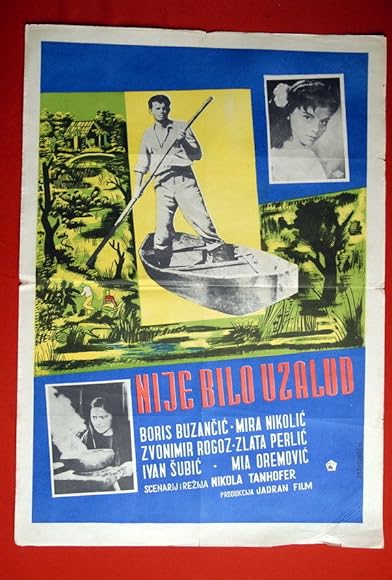 NIJE BILO UZALUD
BORIS BUZANČIĆ · MIRA NIKOLIĆ
ZVONIMIR ROGOZ - ZLATA PERLIĆ
IVAN ŠUBIĆ · MIA OREMOVIĆ
SCENARIJ I REŽIJA NIKOLA TANHOFER
PRODUKCIJA JADRAN FILM